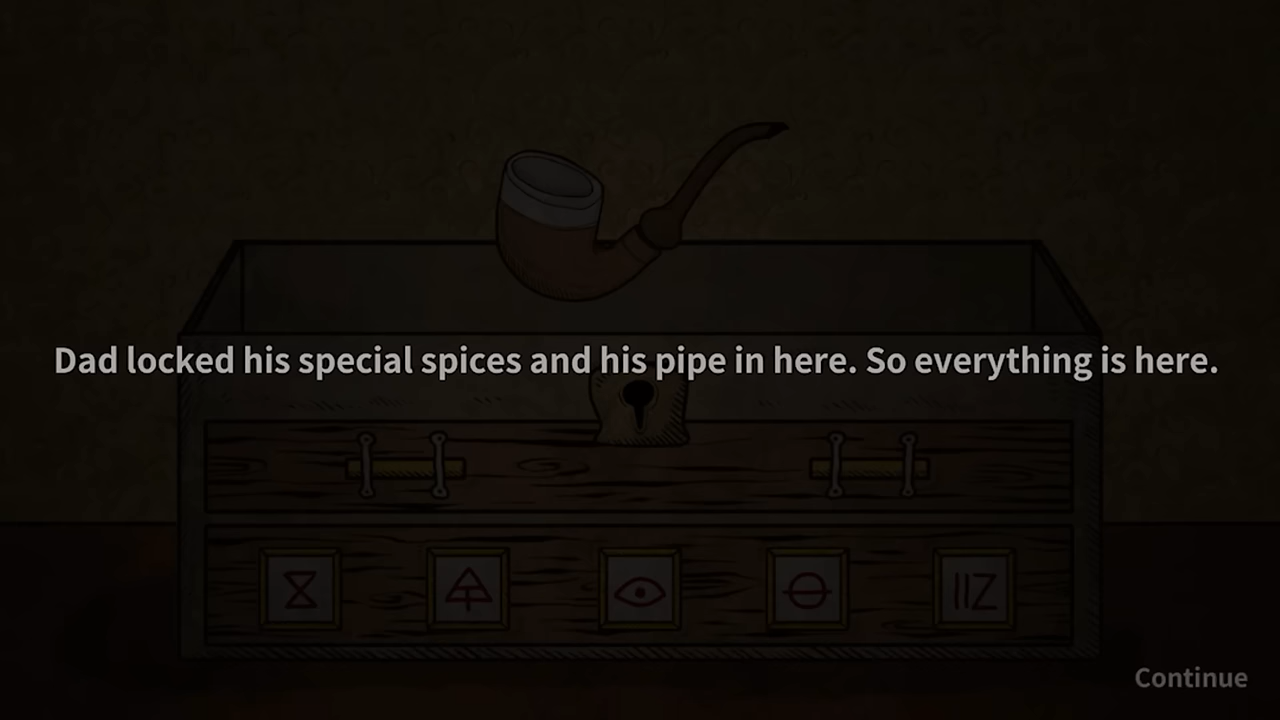 Dad locked his special spices and his pipe in here. So everything is here.
Continue